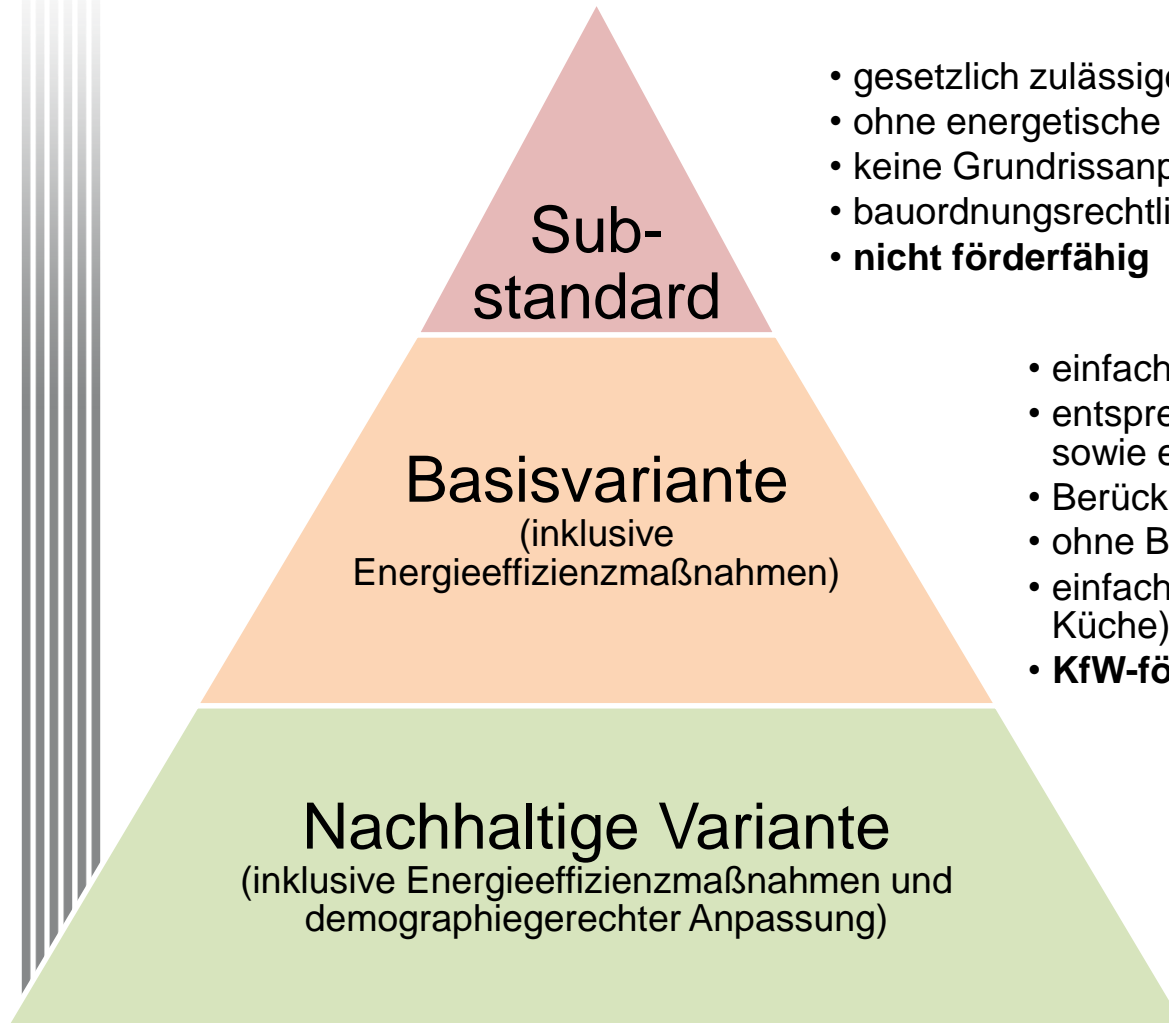 • gesetzlich zulässige
• ohne energetische
• keine Grundrissanp
• bauordnungsrechtli
• nicht förderfähig
Sub-
standard
• einfach
• entspre
sowie e
• Berück
• ohne B
• einfach
Küche)
• KfW-fö
Basisvariante
(inklusive
Energieeffizienzmaßnahmen)
Nachhaltige Variante
(inklusive Energieeffizienzmaßnahmen und
demographiegerechter Anpassung)